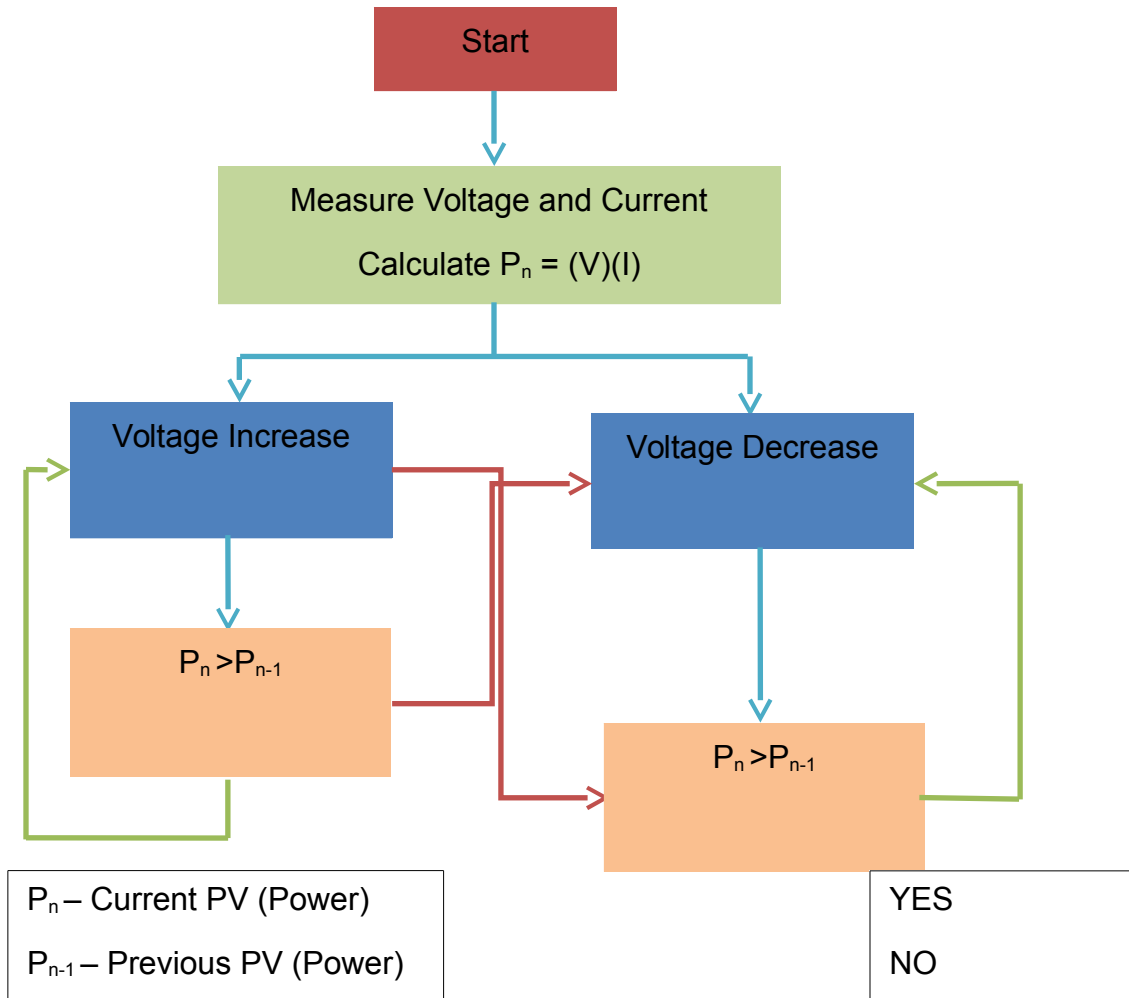 Start
Measure Voltage and Current
Calculate Pn = (V)(I)
Voltage Increase
Voltage Decrease
Pn >Pn-1
Pn >Pn-1
Pn – Current PV (Power)
Pn-1 – Previous PV (Power)
YES
NO